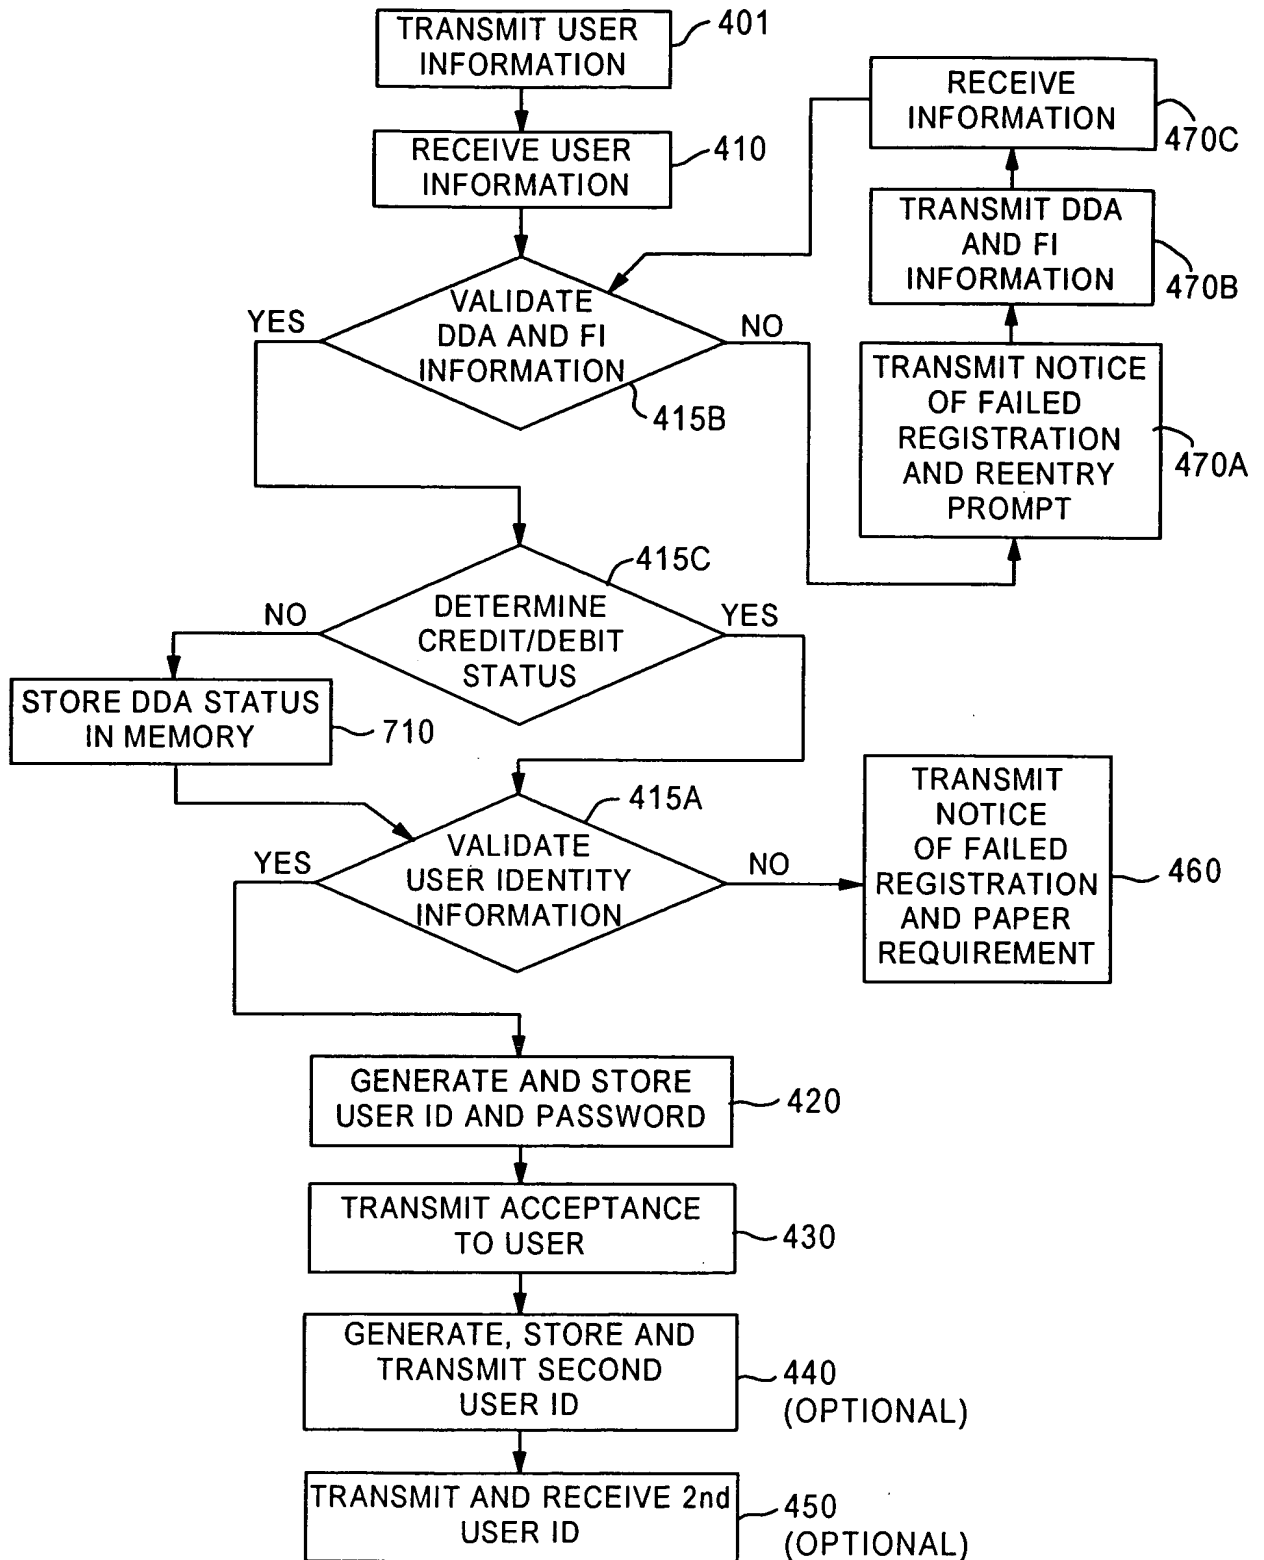 TRANSMIT USER
INFORMATION
401
RECEIVE USER
INFORMATION
410
RECEIVE
INFORMATION
470C
TRANSMIT DDA
AND FI
INFORMATION
470B
TRANSMIT NOTICE
OF FAILED
REGISTRATION
AND REENTRY
PROMPT
470A
YES
VALIDATE
DDA AND FI
INFORMATION
NO
415B
415C
NO
DETERMINE
CREDIT/DEBIT
STATUS
YES
STORE DDA STATUS
IN MEMORY
710
415A
YES
VALIDATE
USER IDENTITY
INFORMATION
NO
TRANSMIT
NOTICE
OF FAILED
REGISTRATION
AND PAPER
REQUIREMENT
460
GENERATE AND STORE
USER ID AND PASSWORD
420
TRANSMIT ACCEPTANCE
TO USER
430
GENERATE, STORE AND
TRANSMIT SECOND
USER ID
440
(OPTIONAL)
TRANSMIT AND RECEIVE 2nd
USER ID
450
(OPTIONAL)